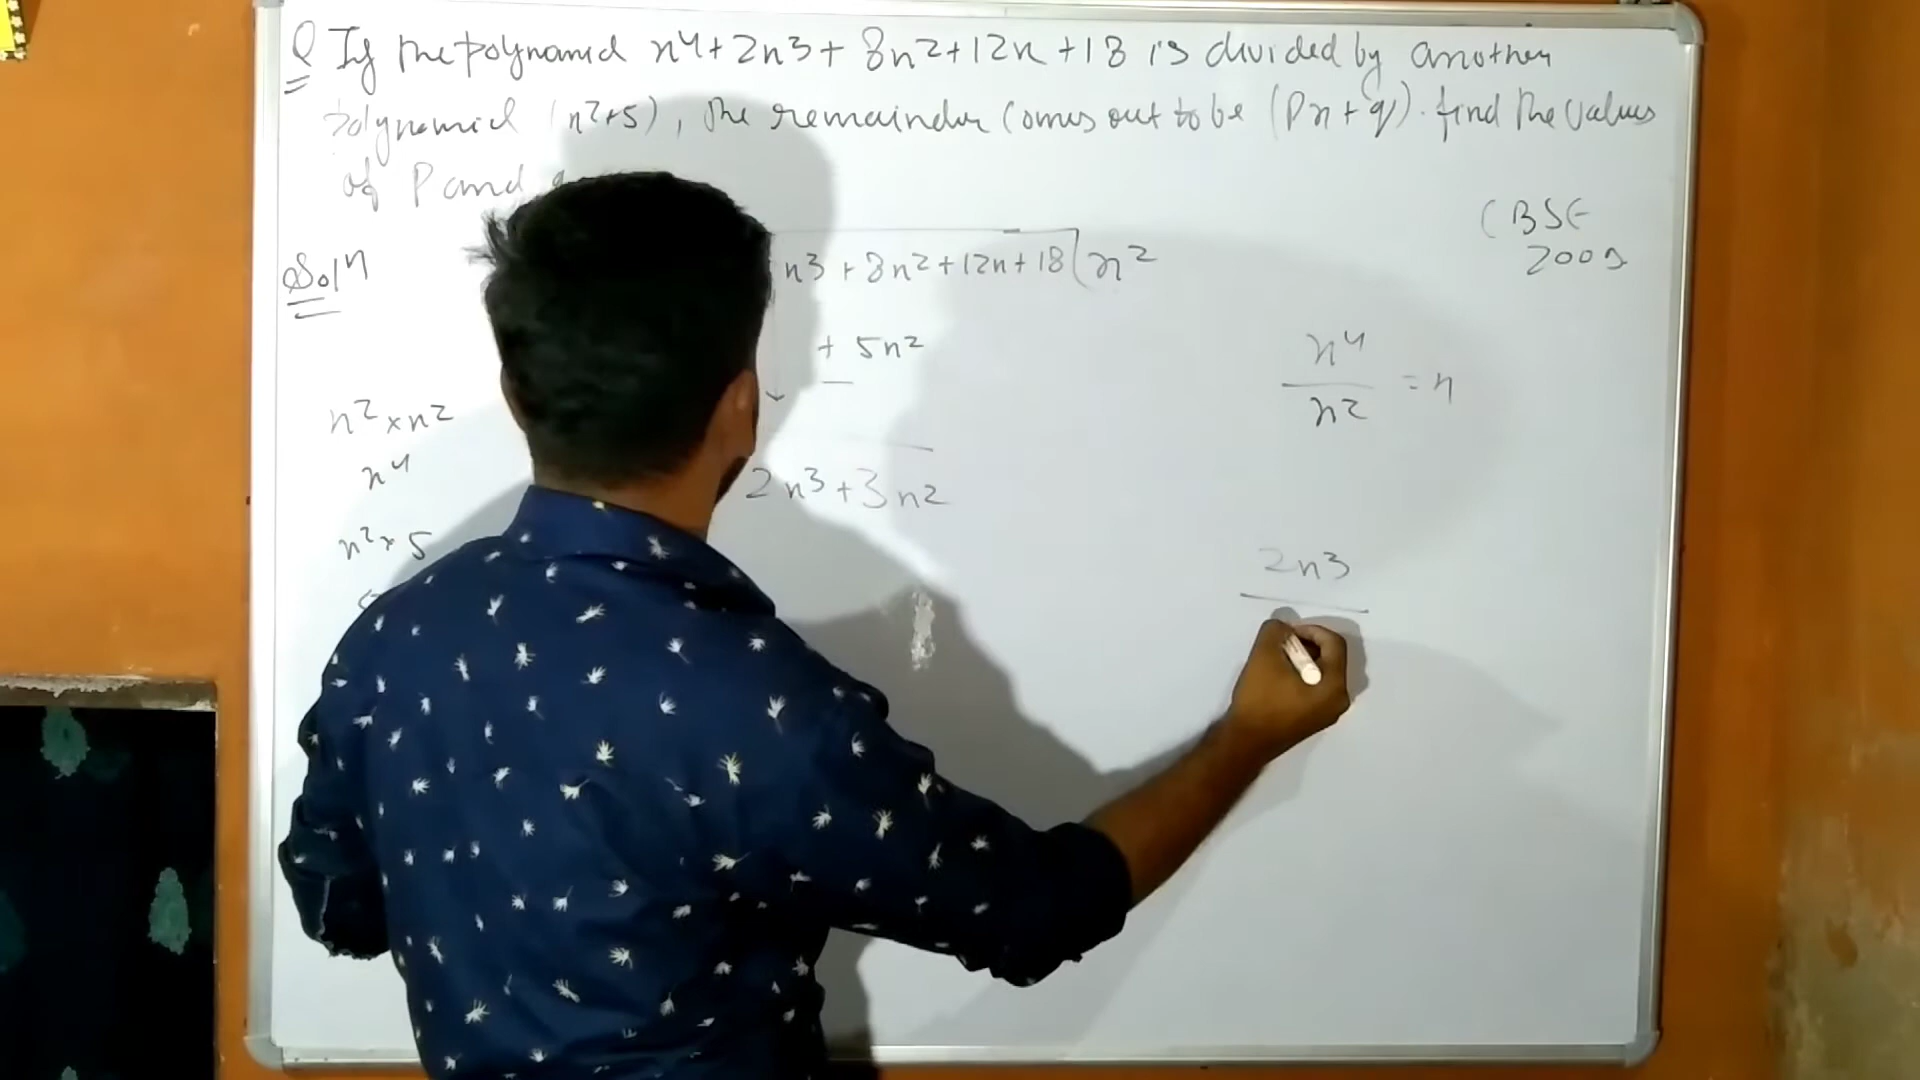 Q If the polynomial x4+2x3+8x2+12x+18 is divided by another
polynomial (x2+5), the remainder comes out to be (Px+q). find the values
of P and
(BSE
2009
Soln
x3+8x2+12x+18(x2
+ 5x2
x4
x2 = x
x2×x2
x4
2x3+3x2
x2×5
2x3